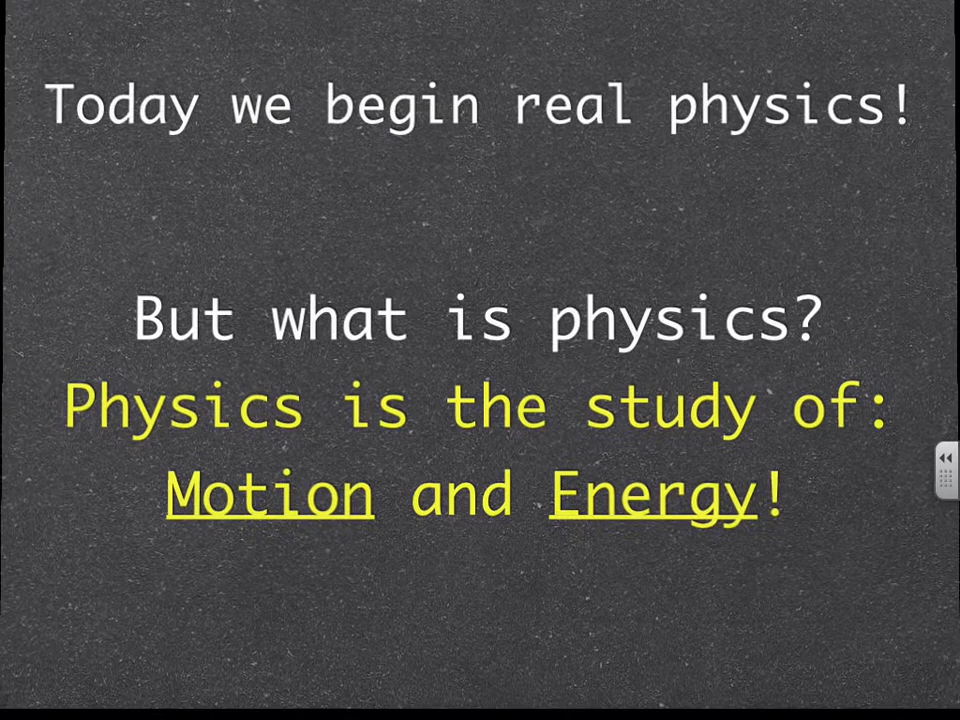 Today we begin real physics!
But what is physics?
Physics is the study of:
Motion and Energy!